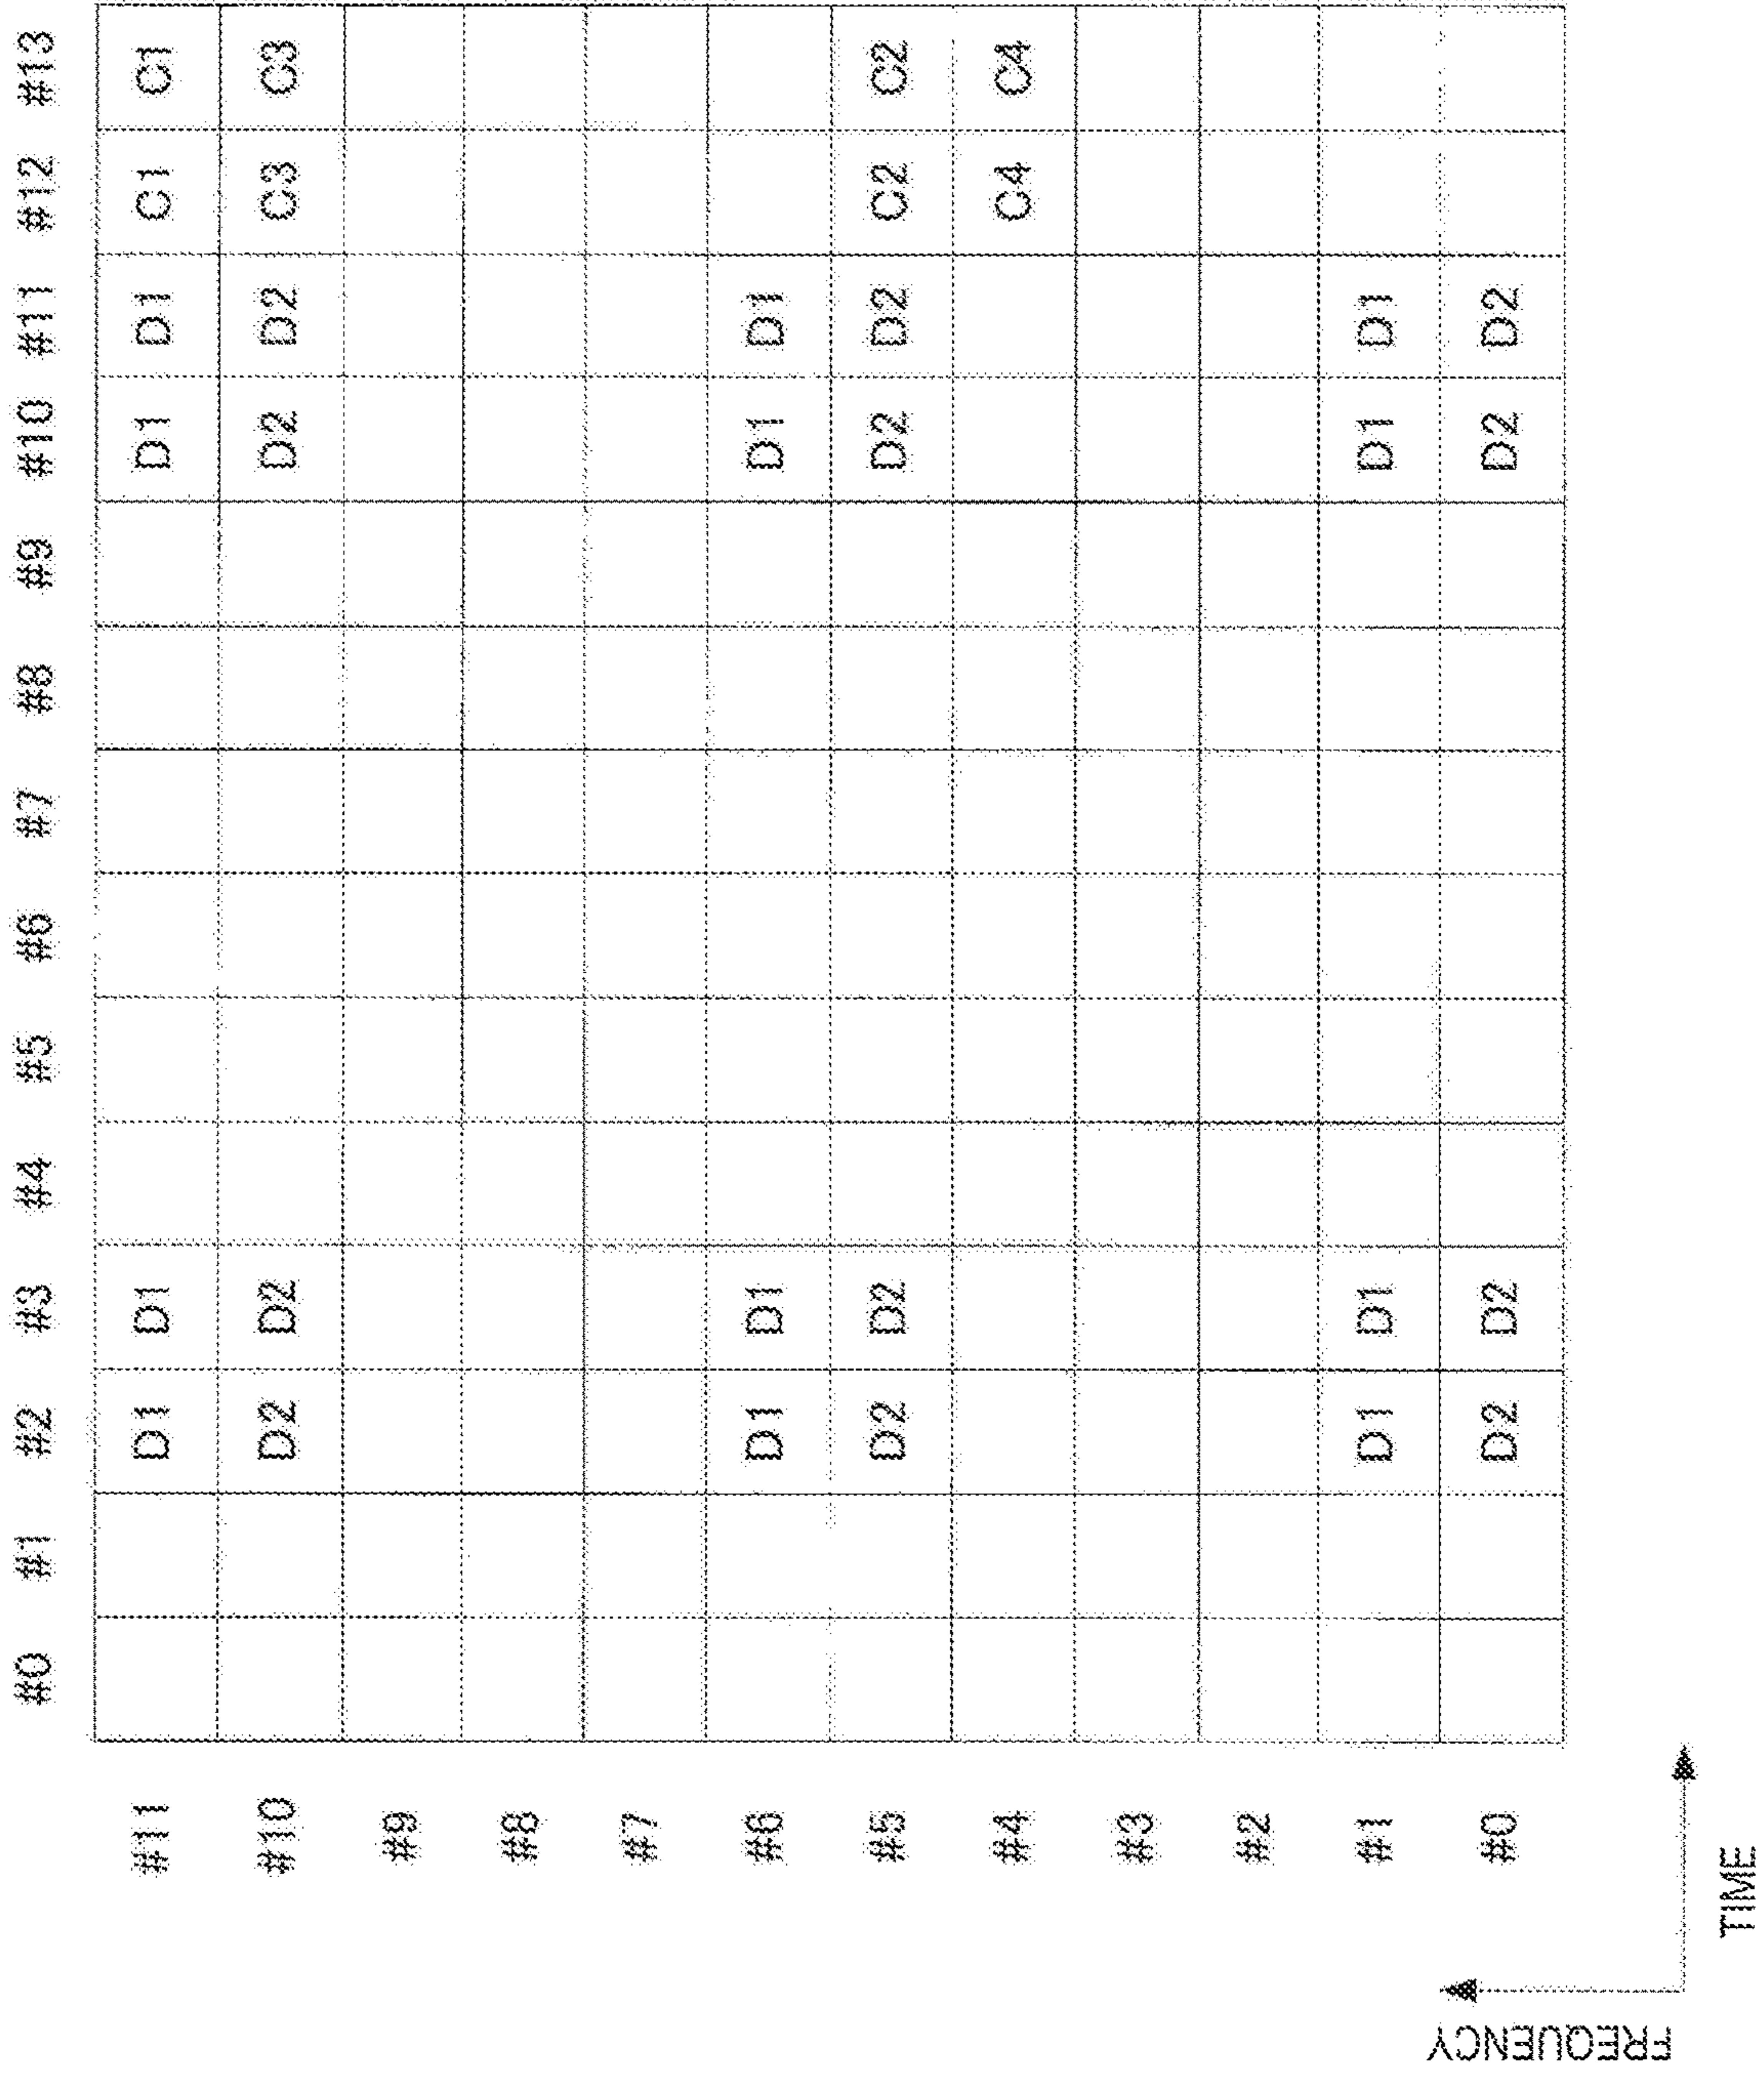 #0 #1 #2 #3 #4 #5 #6 #7 #8 #9 #10 #11 #12 #13
#11 D1 D1 D1 D1 C1 C1
#10 D2 D2 D2 D2 C3 C3
#9
#8
#7
#6 D1 D1 D1 D1
#5 D2 D2 D2 D2 C2 C2
#4 C4 C4
#3
#2
#1 D1 D1 D1 D1
#0 D2 D2 D2 D2
FREQUENCY
TIME